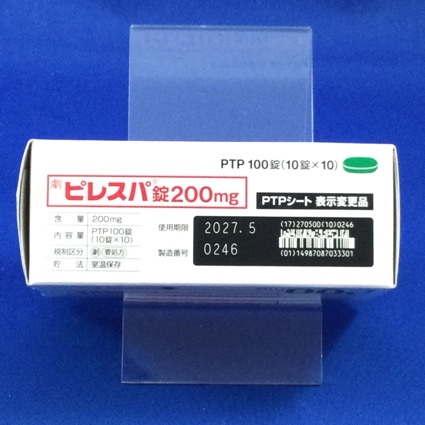 PTP 100錠(10錠×10)
劇 ピレスパ®錠200mg
PTPシート 表示変更品
含量 200mg
内容量 PTP100錠
(10錠×10)
規制区分 劇 要処方
貯法 室温保存
使用期限 2027.5
製造番号 0246
(17)270500(10)0246
(01)14987087033301